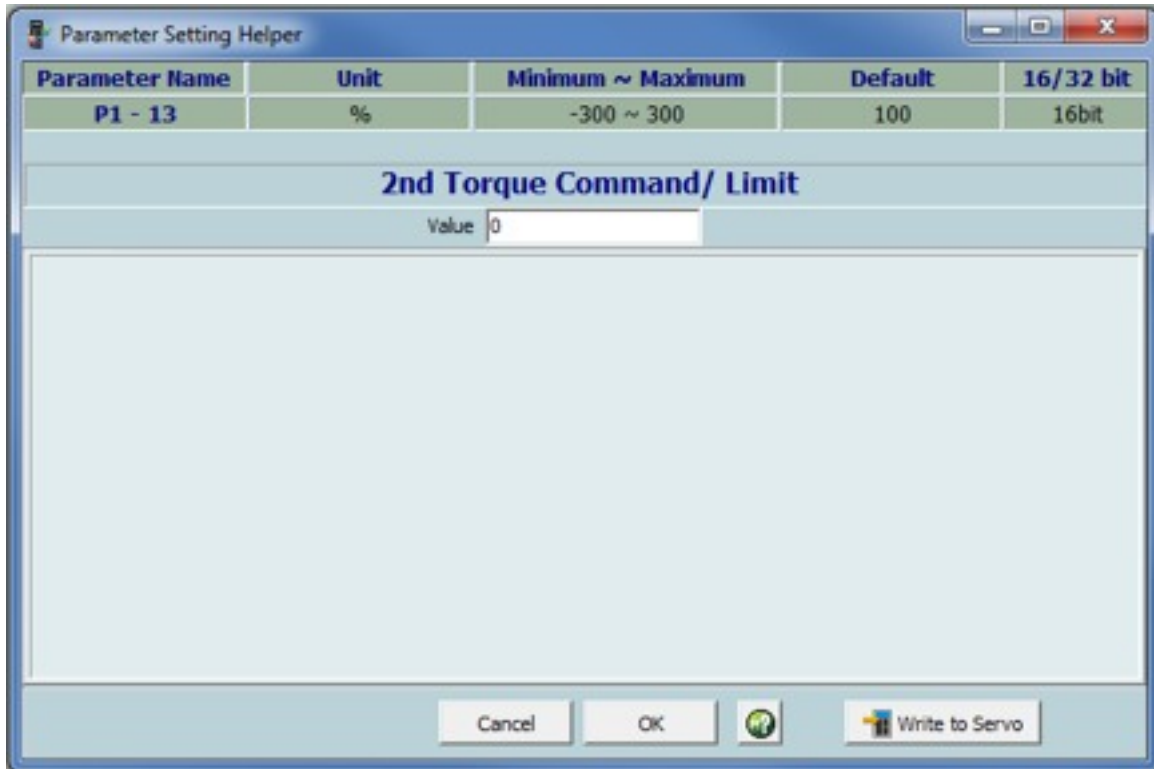 Parameter Setting Helper
Parameter Name Unit Minimum ~ Maximum Default 16/32 bit
P1 - 13 % -300 ~ 300 100 16bit
2nd Torque Command/ Limit
Value 0
Cancel OK Write to Servo